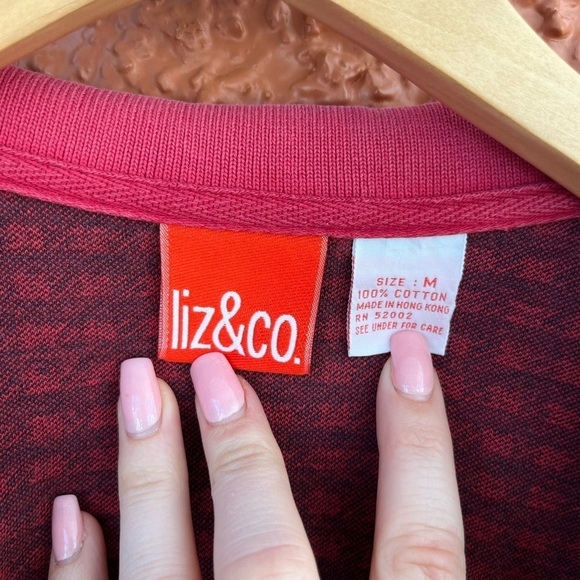 liz&co.
SIZE : M
100% COTTON
MADE IN HONG KONG
RN 52002
SEE UNDER FOR CARE